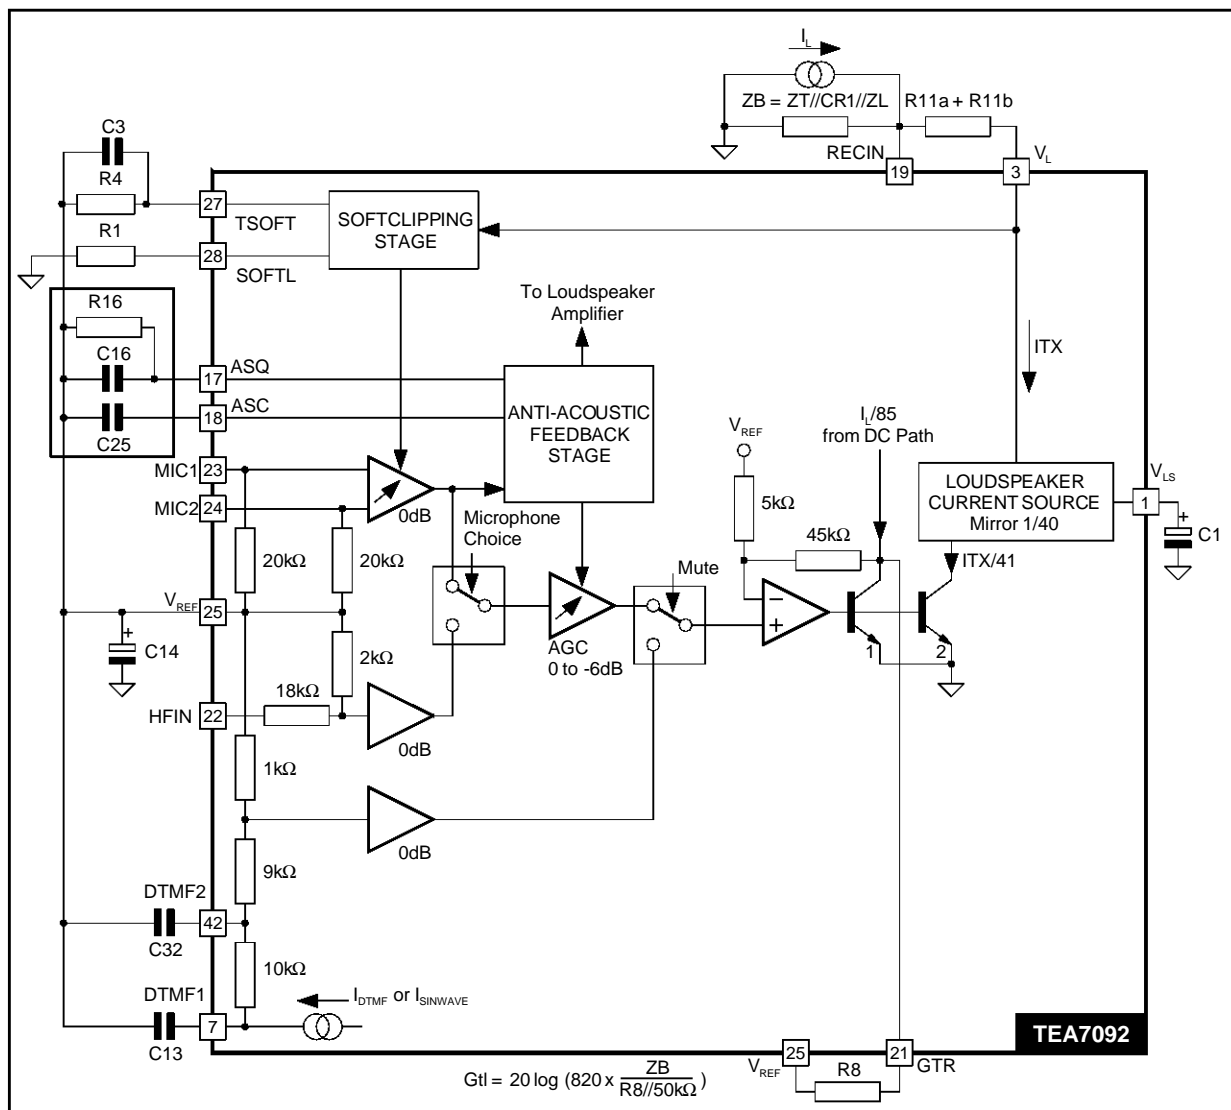 I_L
ZB = ZT//CR1//ZL
R11a + R11b
C3
RECIN
V_L
R4
19
3
27
TSOFT
SOFTCLIPPING
STAGE
R1
28
SOFTL
To Loudspeaker
Amplifier
R16
ITX
C16
17
ASQ
18
ASC
C25
ANTI-ACOUSTIC
FEEDBACK
STAGE
I_L/85
from DC Path
V_REF
MIC1
23
MIC2
24
0dB
LOUDSPEAKER
CURRENT SOURCE
Mirror 1/40
V_LS
1
+
C1
5kΩ
45kΩ
Microphone
Choice
20kΩ
20kΩ
Mute
ITX/41
V_REF
25
−
+
+
C14
1
2
AGC
0 to -6dB
2kΩ
18kΩ
HFIN
22
0dB
1kΩ
0dB
9kΩ
DTMF2
42
C32
10kΩ
DTMF1
7
I_DTMF or I_SINWAVE
C13
TEA7092
25
21
V_REF
GTR
R8
Gtl = 20 log (820 x ZB / R8//50kΩ )